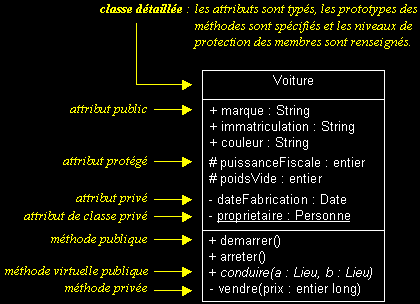 classe détaillée : les attributs sont typés, les prototypes des
méthodes sont spécifiés et les niveaux de
protection des membres sont renseignés.
Voiture
attribut public
+ marque : String
+ immatriculation : String
+ couleur : String
attribut protégé
# puissanceFiscale : entier
# poidsVide : entier
attribut privé
- dateFabrication : Date
attribut de classe privé
- proprietaire : Personne
méthode publique
+ demarrer()
+ arreter()
méthode virtuelle publique
+ conduire(a : Lieu, b : Lieu)
méthode privée
- vendre(prix : entier long)